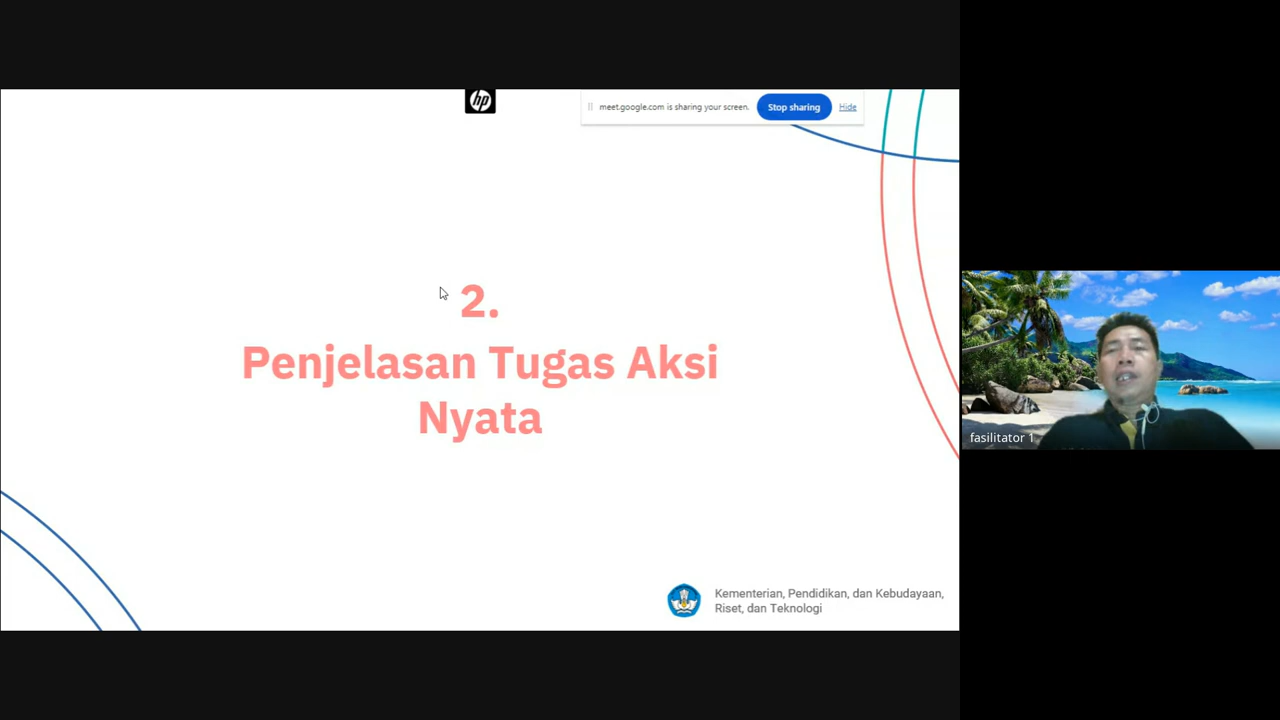 hp
meet.google.com is sharing your screen.
Stop sharing
Hide
2.
Penjelasan Tugas Aksi
Nyata
Kementerian, Pendidikan, dan Kebudayaan,
Riset, dan Teknologi
fasilitator 1